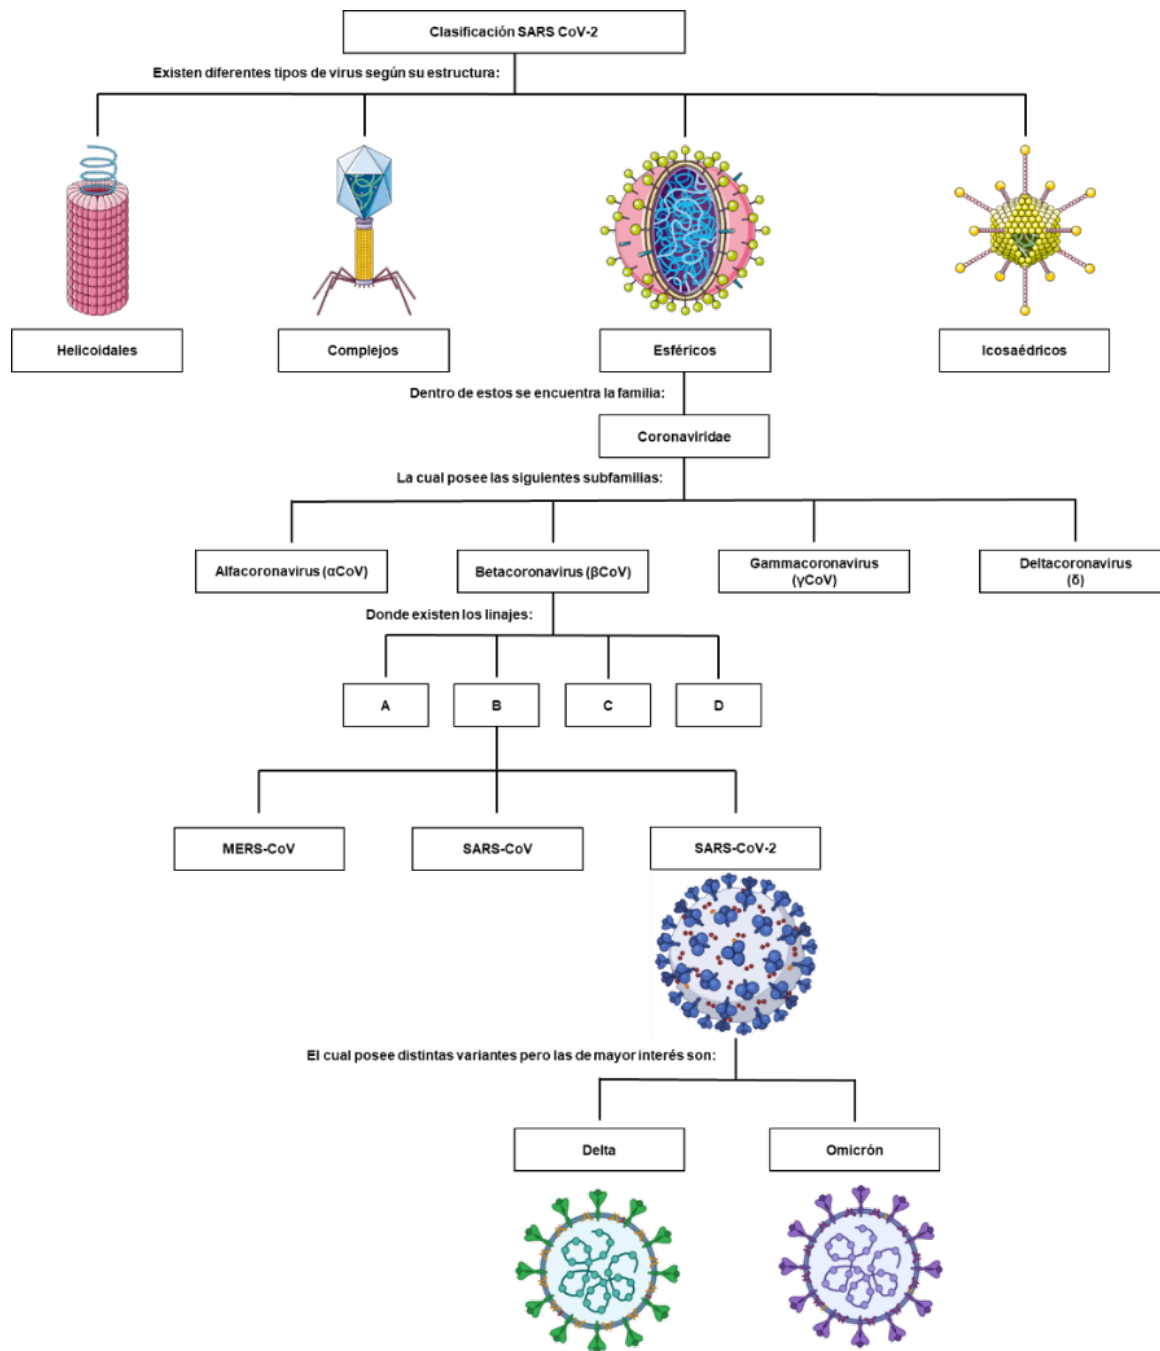 Clasificación SARS CoV-2
Existen diferentes tipos de virus según su estructura:
Helicoidales
Complejos
Esféricos
Icosaédricos
Dentro de estos se encuentra la familia:
Coronaviridae
La cual posee las siguientes subfamilias:
Alfacoronavirus (αCoV)
Betacoronavirus (βCoV)
Gammacoronavirus
(γCoV)
Deltacoronavirus
(δ)
Donde existen los linajes:
A
B
C
D
MERS-CoV
SARS-CoV
SARS-CoV-2
El cual posee distintas variantes pero las de mayor interés son:
Delta
Omicrón